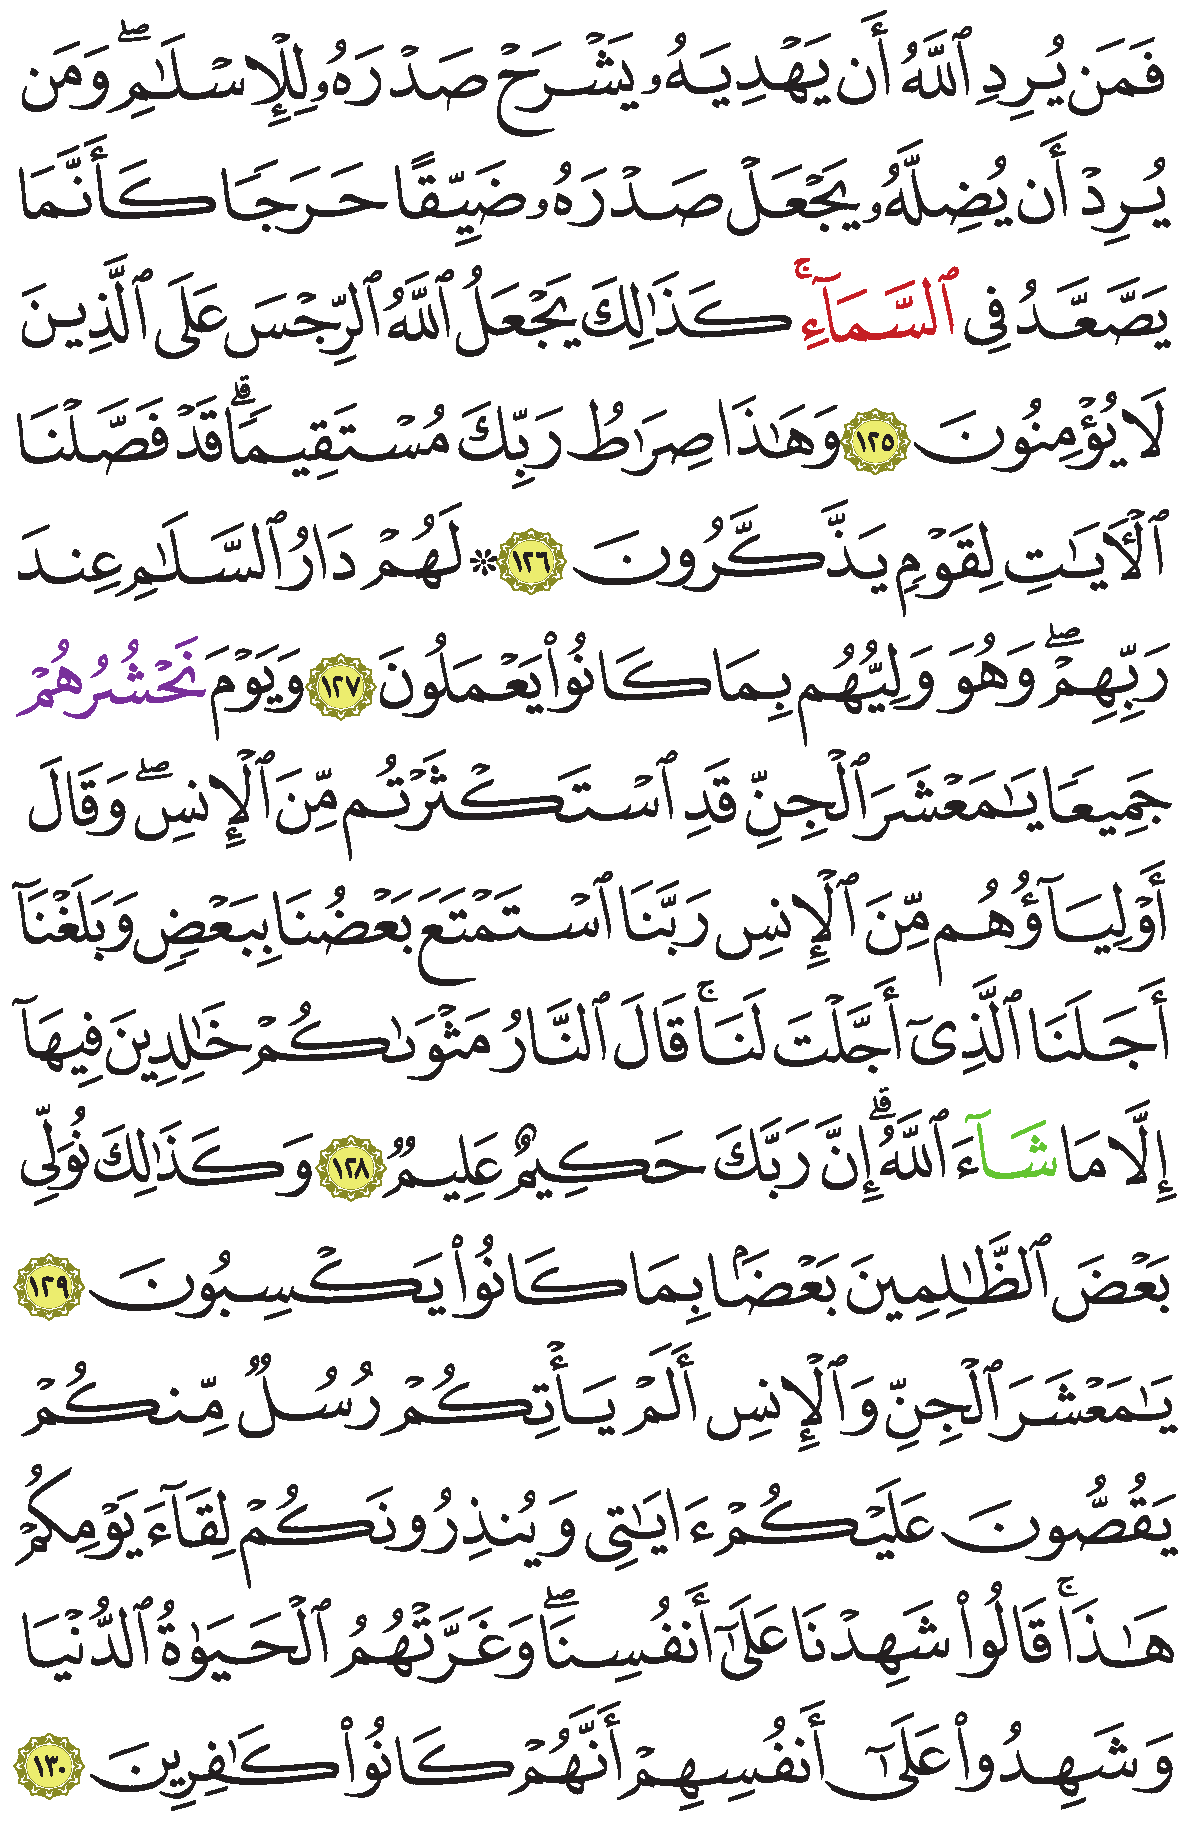 فَمَن يُرِدِ ٱللَّهُ أَن يَهْدِيَهُۥ يَشْرَحْ صَدْرَهُۥ لِلْإِسْلَـٰمِ ۖ وَمَن
يُرِدْ أَن يُضِلَّهُۥ يَجْعَلْ صَدْرَهُۥ ضَيِّقًا حَرَجًا كَأَنَّمَا
يَصَّعَّدُ فِى ٱلسَّمَآءِ ۚ كَذَٰلِكَ يَجْعَلُ ٱللَّهُ ٱلرِّجْسَ عَلَى ٱلَّذِينَ
لَا يُؤْمِنُونَ ١٢٥ وَهَـٰذَا صِرَٰطُ رَبِّكَ مُسْتَقِيمًا ۗ قَدْ فَصَّلْنَا
ٱلْـَٔايَـٰتِ لِقَوْمٍ يَذَّكَّرُونَ ١٢٦ ۞ لَهُمْ دَارُ ٱلسَّلَـٰمِ عِندَ
رَبِّهِمْ ۖ وَهُوَ وَلِيُّهُم بِمَا كَانُوا۟ يَعْمَلُونَ ١٢٧ وَيَوْمَ نَحْشُرُهُمْ
جَمِيعًا يَـٰمَعْشَرَ ٱلْجِنِّ قَدِ ٱسْتَكْثَرْتُم مِّنَ ٱلْإِنسِ ۖ وَقَالَ
أَوْلِيَآؤُهُم مِّنَ ٱلْإِنسِ رَبَّنَا ٱسْتَمْتَعَ بَعْضُنَا بِبَعْضٍ وَبَلَغْنَآ
أَجَلَنَا ٱلَّذِىٓ أَجَّلْتَ لَنَا ۚ قَالَ ٱلنَّارُ مَثْوَىٰكُمْ خَـٰلِدِينَ فِيهَآ
إِلَّا مَا شَآءَ ٱللَّهُ ۗ إِنَّ رَبَّكَ حَكِيمٌ عَلِيمٌ ١٢٨ وَكَذَٰلِكَ نُوَلِّى
بَعْضَ ٱلظَّـٰلِمِينَ بَعْضًۢا بِمَا كَانُوا۟ يَكْسِبُونَ ١٢٩
يَـٰمَعْشَرَ ٱلْجِنِّ وَٱلْإِنسِ أَلَمْ يَأْتِكُمْ رُسُلٌ مِّنكُمْ
يَقُصُّونَ عَلَيْكُمْ ءَايَـٰتِى وَيُنذِرُونَكُمْ لِقَآءَ يَوْمِكُمْ
هَـٰذَا ۚ قَالُوا۟ شَهِدْنَا عَلَىٰٓ أَنفُسِنَا ۖ وَغَرَّتْهُمُ ٱلْحَيَوٰةُ ٱلدُّنْيَا
وَشَهِدُوا۟ عَلَىٰٓ أَنفُسِهِمْ أَنَّهُمْ كَانُوا۟ كَـٰفِرِينَ ١٣٠